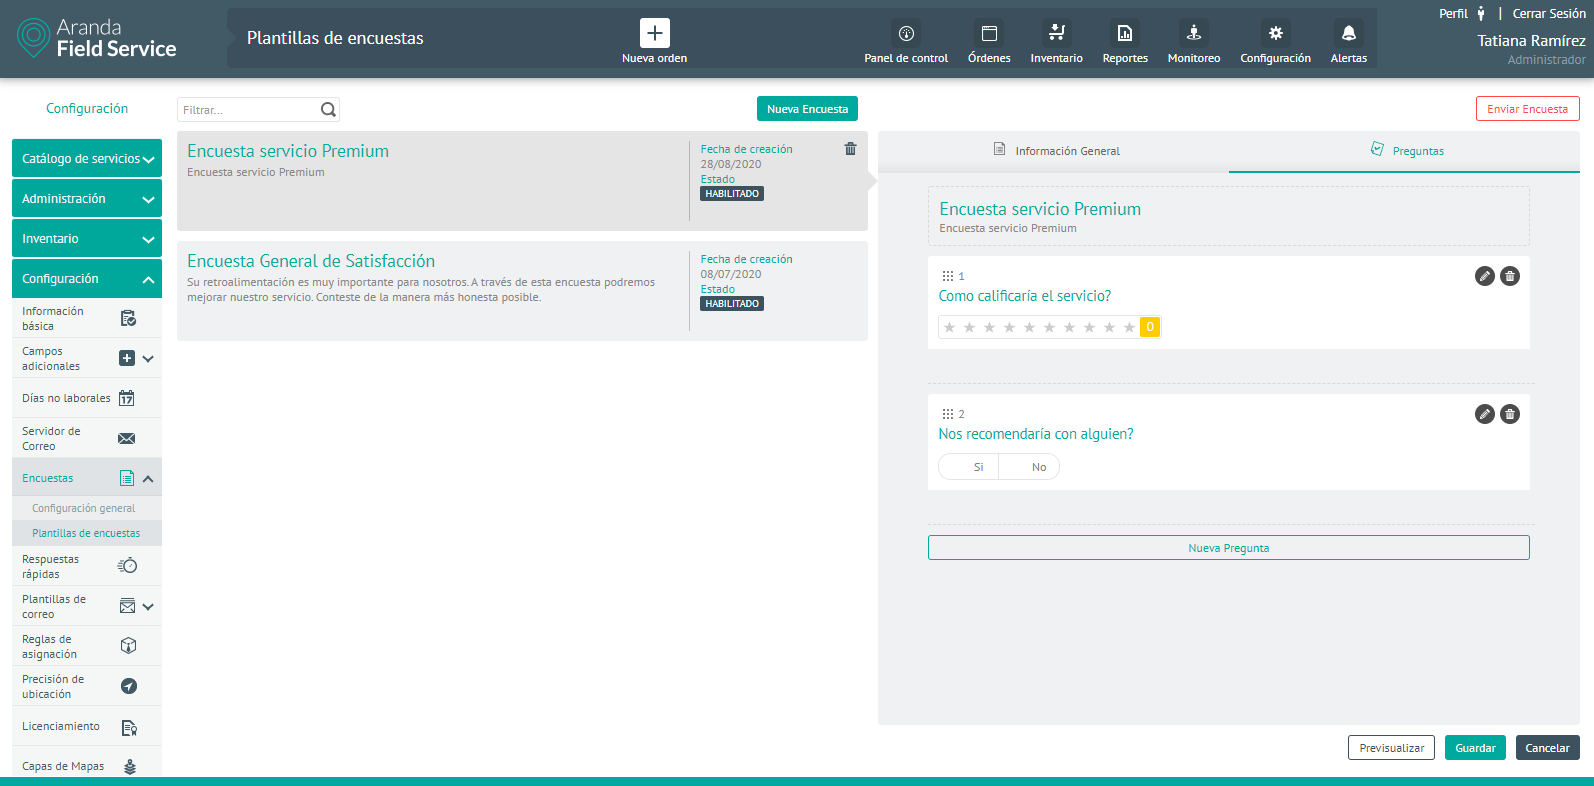 Aranda
Field Service
Plantillas de encuestas
Nueva orden
Panel de control
Órdenes
Inventario
Reportes
Monitoreo
Configuración
Alertas
Perfil | Cerrar Sesión
Tatiana Ramírez
Administrador
Configuración
Catálogo de servicios
Administración
Inventario
Configuración
Información
básica
Campos
adicionales
Días no laborales
17
Servidor de
Correo
Encuestas
Configuración general
Plantillas de encuestas
Respuestas
rápidas
Plantillas de
correo
Reglas de
asignación
Precisión de
ubicación
Licenciamiento
Capas de Mapas
Filtrar...
Nueva Encuesta
Encuesta servicio Premium
Encuesta servicio Premium
Fecha de creación
28/08/2020
Estado
HABILITADO
Encuesta General de Satisfacción
Su retroalimentación es muy importante para nosotros. A través de esta encuesta podremos
mejorar nuestro servicio. Conteste de la manera más honesta posible.
Fecha de creación
08/07/2020
Estado
HABILITADO
Enviar Encuesta
Información General
Preguntas
Encuesta servicio Premium
Encuesta servicio Premium
1
Como calificaría el servicio?
0
2
Nos recomendaría con alguien?
Si
No
Nueva Pregunta
Previsualizar
Guardar
Cancelar